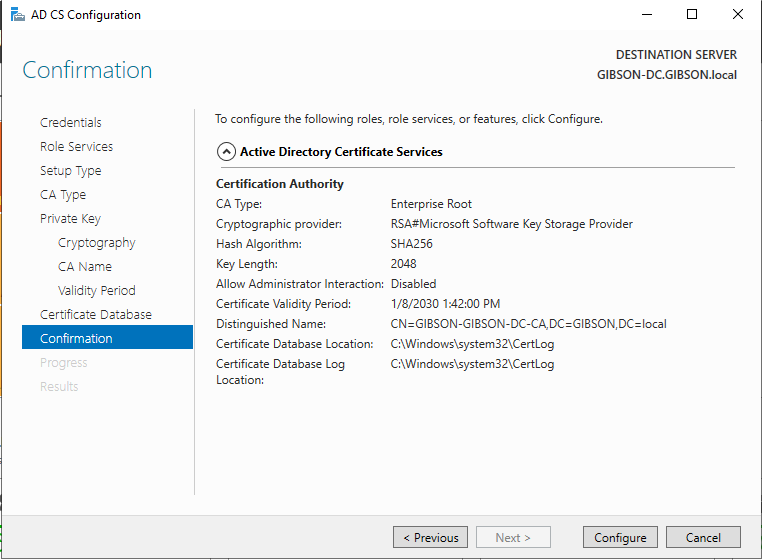 AD CS Configuration
Confirmation
DESTINATION SERVER
GIBSON-DC.GIBSON.local
Credentials
Role Services
Setup Type
CA Type
Private Key
Cryptography
CA Name
Validity Period
Certificate Database
Confirmation
Progress
Results
To configure the following roles, role services, or features, click Configure.
Active Directory Certificate Services
Certification Authority
CA Type: Enterprise Root
Cryptographic provider: RSA#Microsoft Software Key Storage Provider
Hash Algorithm: SHA256
Key Length: 2048
Allow Administrator Interaction: Disabled
Certificate Validity Period: 1/8/2030 1:42:00 PM
Distinguished Name: CN=GIBSON-GIBSON-DC-CA,DC=GIBSON,DC=local
Certificate Database Location: C:\Windows\system32\CertLog
Certificate Database Log C:\Windows\system32\CertLog
Location:
< Previous
Next >
Configure
Cancel